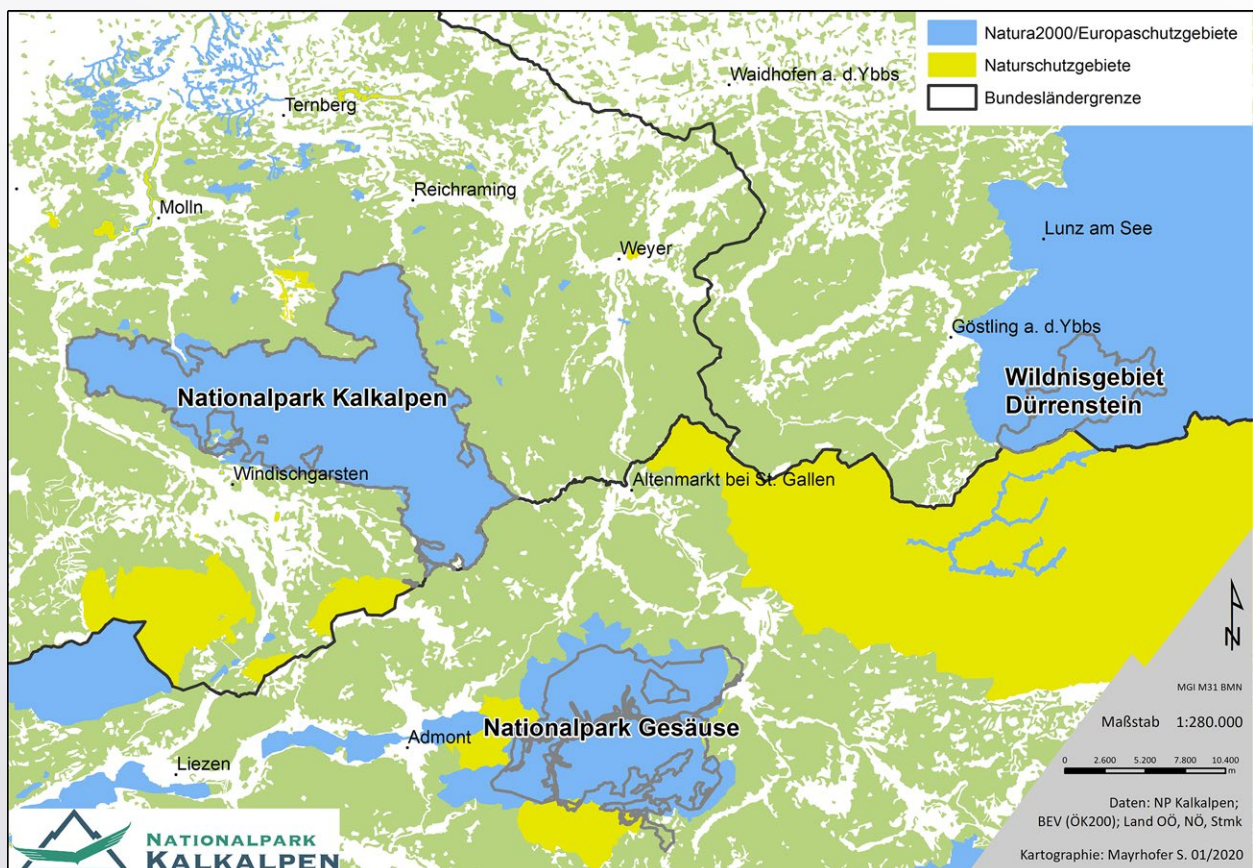 Natura2000/Europaschutzgebiete
Naturschutzgebiete
Bundesländergrenze
Waidhofen a. d.Ybbs
Ternberg
Reichraming
Molln
Lunz am See
Weyer
Göstling a. d.Ybbs
Nationalpark Kalkalpen
Wildnisgebiet
Dürrenstein
Windischgarsten
Altenmarkt bei St. Gallen
Nationalpark Gesäuse
Admont
Liezen
N
MGI M31 BMN
Maßstab 1:280.000
0 2.600 5.200 7.800 10.400
m
Daten: NP Kalkalpen;
BEV (ÖK200); Land OÖ, NÖ, Stmk
Kartographie: Mayrhofer S. 01/2020
NATIONALPARK
KALKALPEN